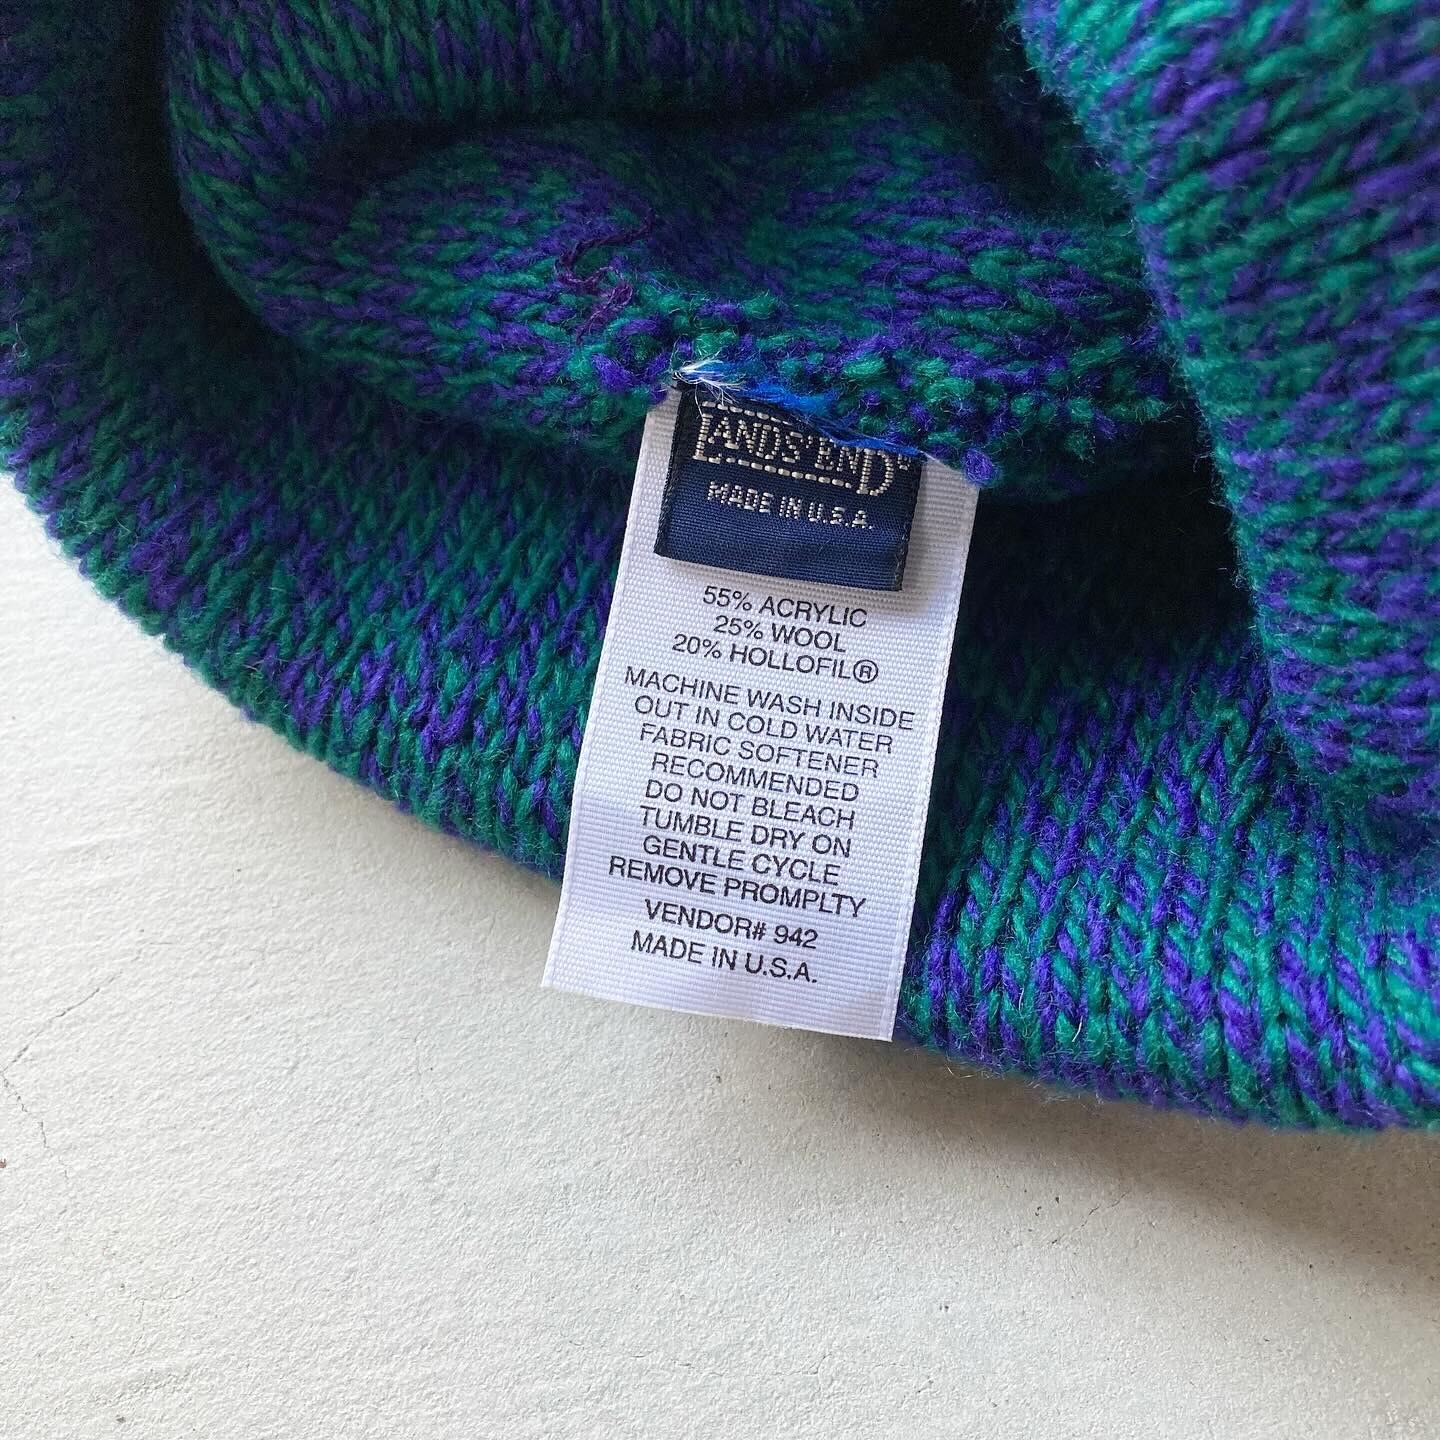 LANDS' END®
MADE IN U.S.A.
55% ACRYLIC
25% WOOL
20% HOLLOFIL®
MACHINE WASH INSIDE
OUT IN COLD WATER
FABRIC SOFTENER
RECOMMENDED
DO NOT BLEACH
TUMBLE DRY ON
GENTLE CYCLE
REMOVE PROMPLTY
VENDOR# 942
MADE IN U.S.A.